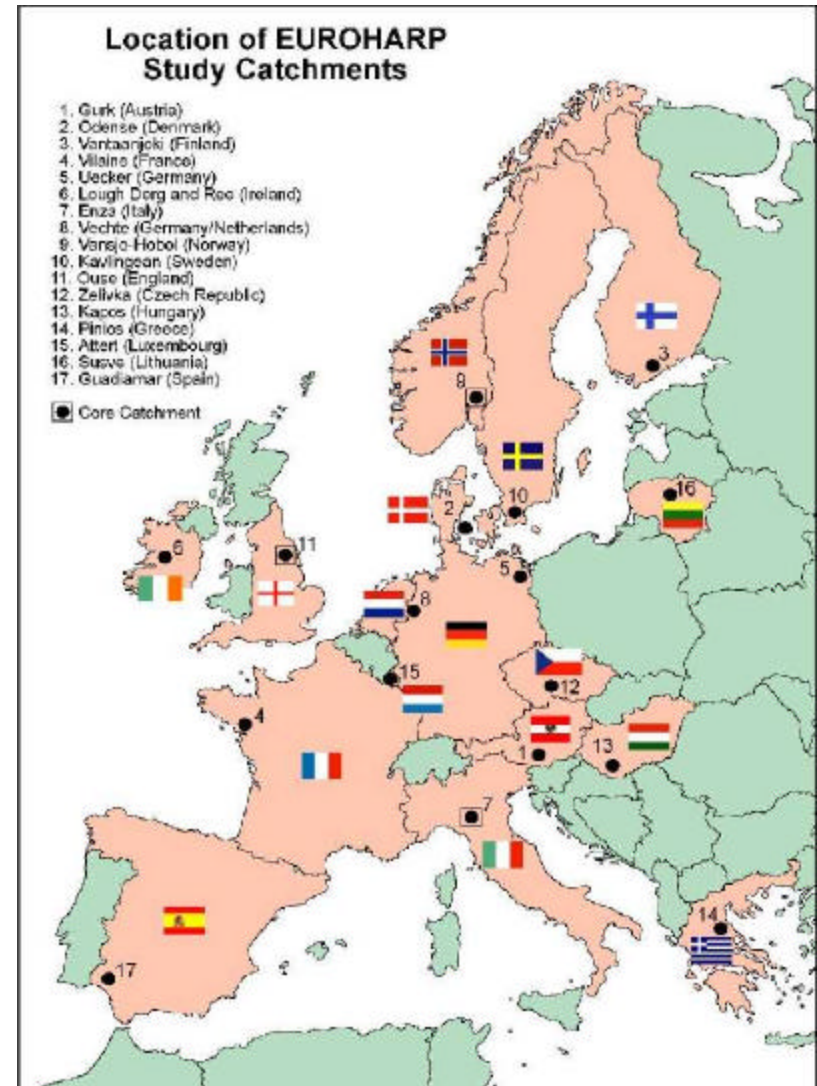 Location of EUROHARP
Study Catchments
1. Gurk (Austria)
2. Odense (Denmark)
3. Vantaanjoki (Finland)
4. Vilaine (France)
5. Uecker (Germany)
6. Lough Derg and Ree (Ireland)
7. Enza (Italy)
8. Vechte (Germany/Netherlands)
9. Vansjo-Hobol (Norway)
10. Kavlingean (Sweden)
11. Ouse (England)
12. Zelivka (Czech Republic)
13. Kapos (Hungary)
14. Pinios (Greece)
15. Attert (Luxembourg)
16. Susve (Lithuania)
17. Guadiamar (Spain)
Core Catchment
3
9
10
16
2
6
11
5
8
15
12
4
13
1
7
14
17